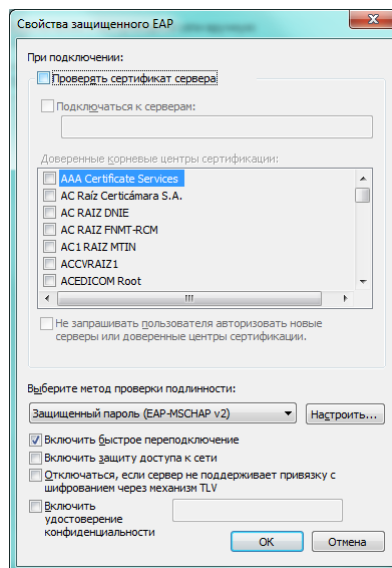 Свойства защищенного EAP
При подключении:
Проверять сертификат сервера
Подключаться к серверам:
Доверенные корневые центры сертификации:
AAA Certificate Services
AC Raíz Certicámara S.A.
AC RAIZ DNIE
AC RAIZ FNMT-RCM
AC1 RAIZ MTIN
ACCVRAIZ1
ACEDICOM Root
Не запрашивать пользователя авторизовать новые
серверы или доверенные центры сертификации.
Выберите метод проверки подлинности:
Защищенный пароль (EAP-MSCHAP v2)
Настроить...
Включить быстрое переподключение
Включить защиту доступа к сети
Отключаться, если сервер не поддерживает привязку с
шифрованием через механизм TLV
Включить
удостоверение
конфиденциальности
OK
Отмена